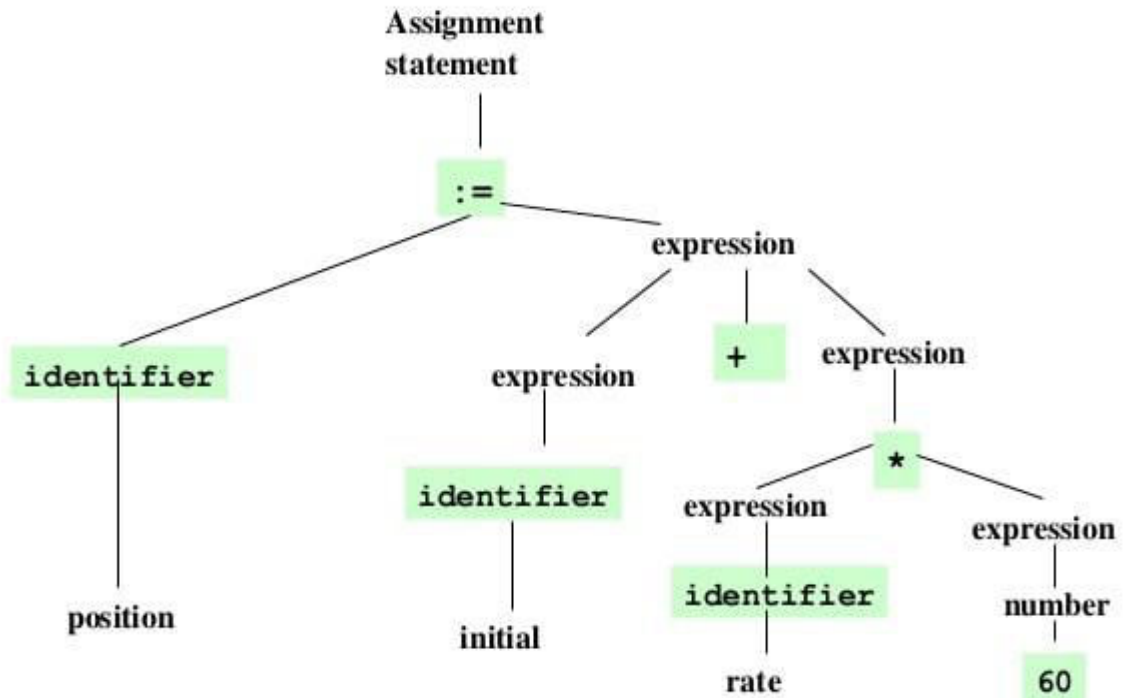 Assignment
statement
:=
expression
identifier
expression
+
expression
*
identifier
expression
expression
identifier
number
position
initial
rate
60